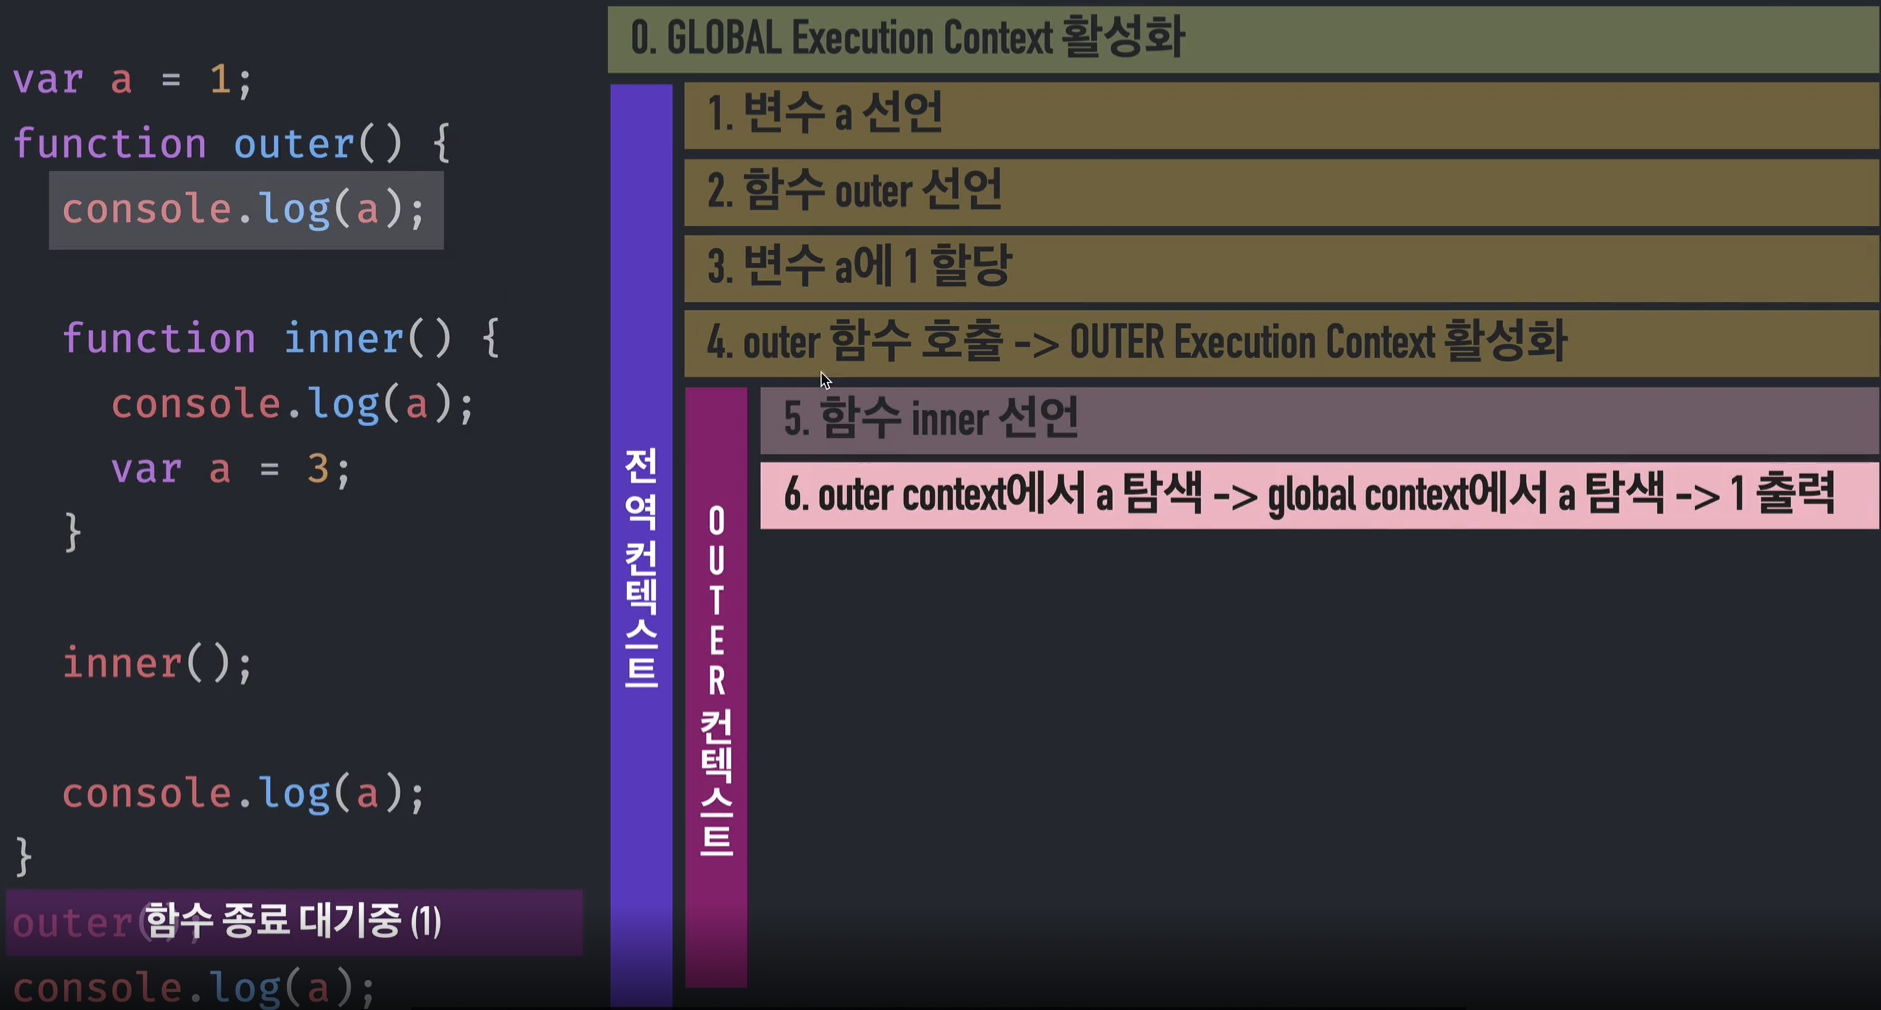 var a = 1;
function outer() {
console.log(a);
function inner() {
console.log(a);
var a = 3;
}
inner();
console.log(a);
}
outer();
함수 종료 대기중 (1)
console.log(a);
0. GLOBAL Execution Context 활성화
전역 컨텍스트
1. 변수 a 선언
2. 함수 outer 선언
3. 변수 a에 1 할당
4. outer 함수 호출 -> OUTER Execution Context 활성화
OUTER 컨텍스트
5. 함수 inner 선언
6. outer context에서 a 탐색 -> global context에서 a 탐색 -> 1 출력